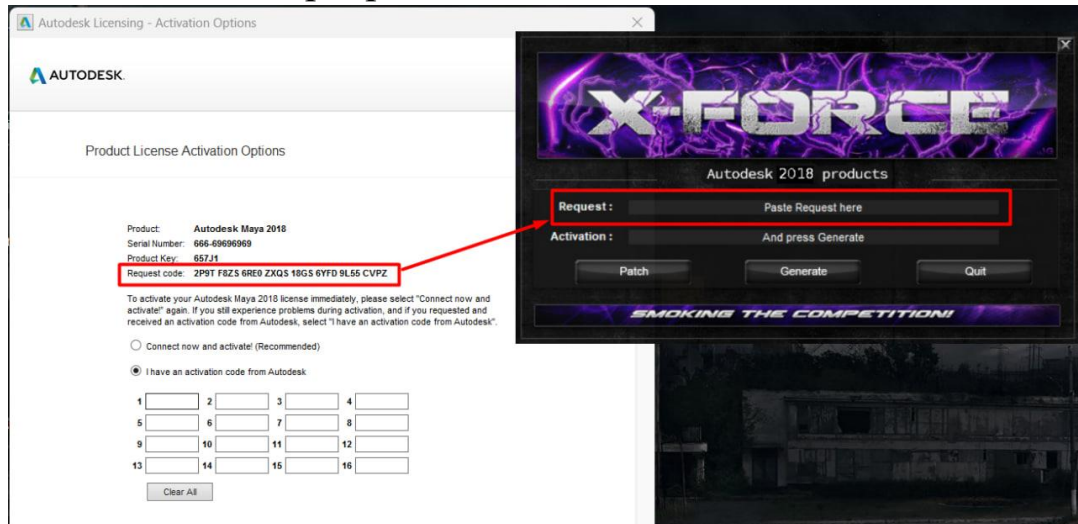 Autodesk Licensing - Activation Options
AUTODESK.
Product License Activation Options
Product: Autodesk Maya 2018
Serial Number: 666-69696969
Product Key: 657J1
Request code: 2P9T F8ZS 6RE0 ZXQS 18GS 6YFD 9L55 CVPZ
To activate your Autodesk Maya 2018 license immediately, please select "Connect now and
activate!" again. If you still experience problems during activation, and if you requested and
received an activation code from Autodesk, select "I have an activation code from Autodesk".
Connect now and activate! (Recommended)
I have an activation code from Autodesk
1 2 3 4
5 6 7 8
9 10 11 12
13 14 15 16
Clear All
X-FORCE
Autodesk 2018 products
Request : Paste Request here
Activation : And press Generate
Patch Generate Quit
SMOKING THE COMPETITION!